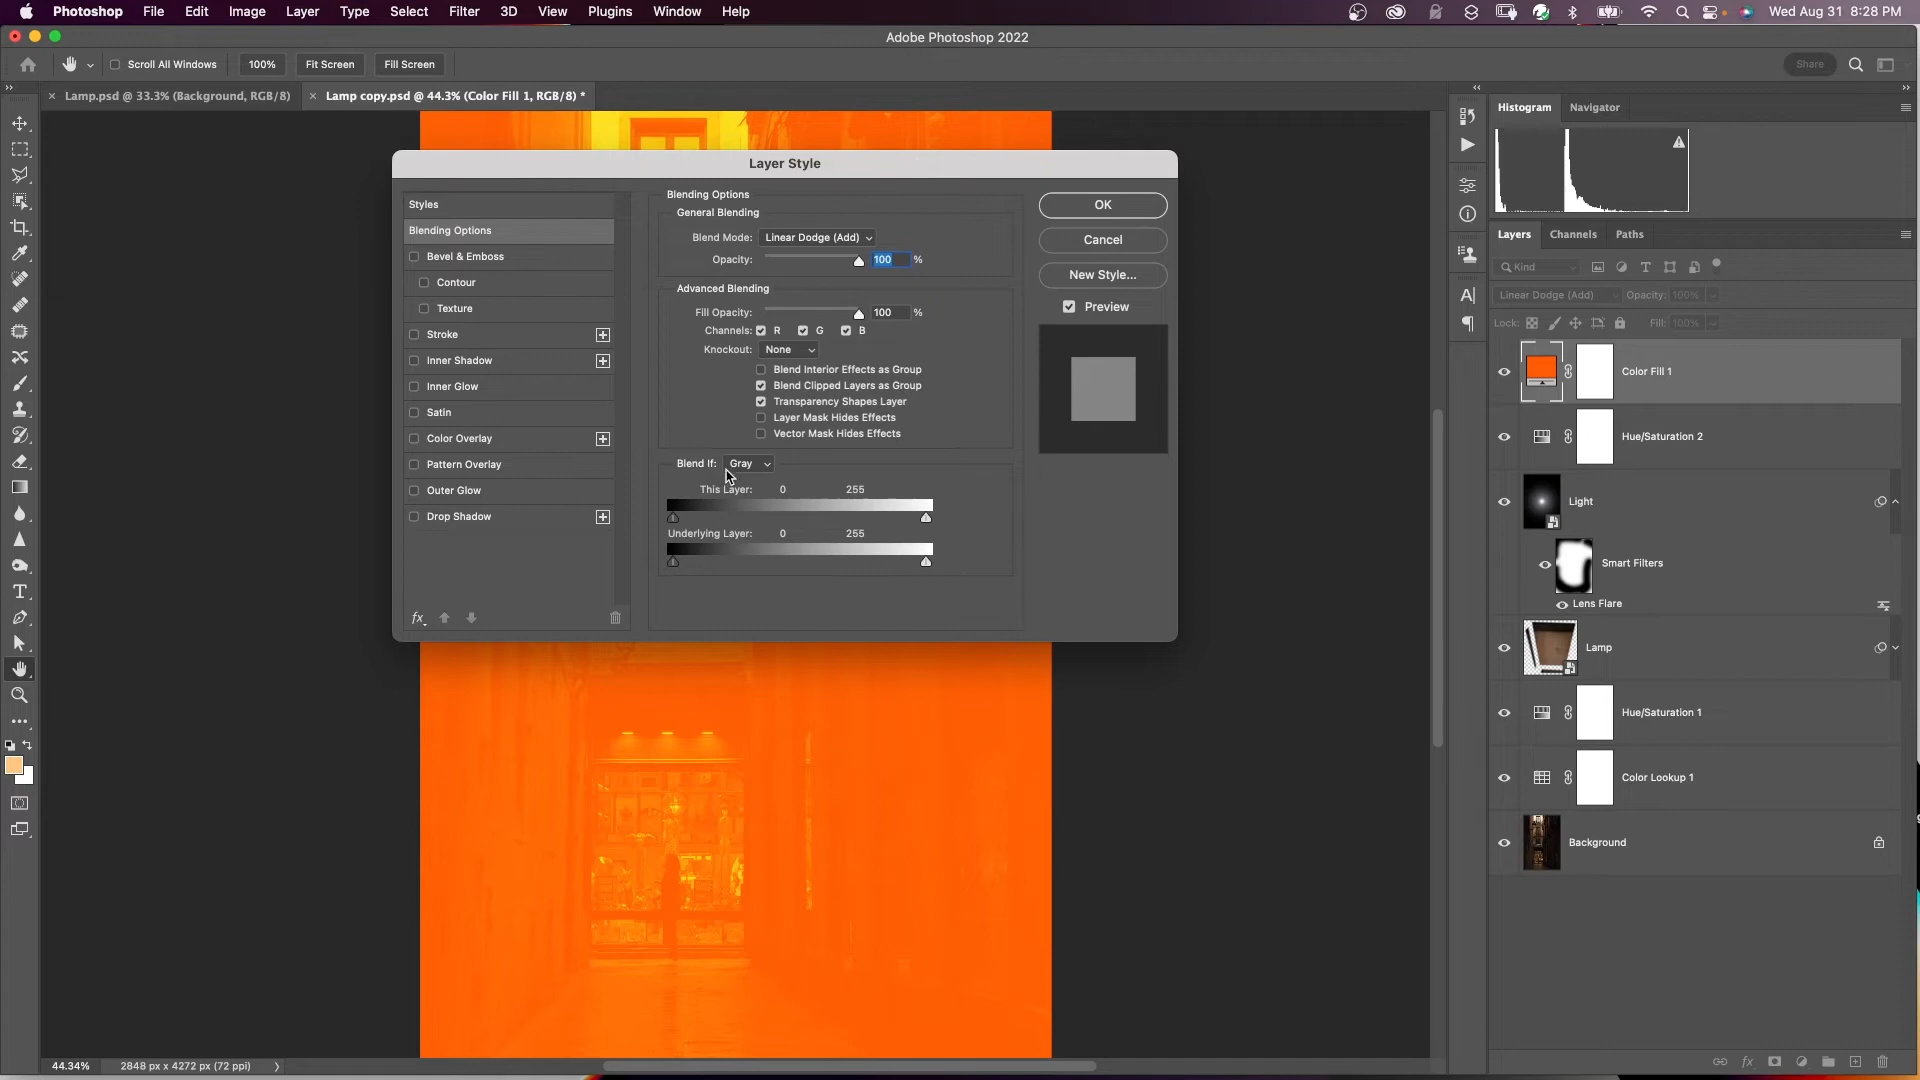 Photoshop File Edit Image Layer Type Select Filter 3D View Plugins Window Help Wed Aug 31 8:28 PM
Adobe Photoshop 2022
Scroll All Windows 100% Fit Screen Fill Screen Share
Lamp.psd @ 33.3% (Background, RGB/8) Lamp copy.psd @ 44.3% (Color Fill 1, RGB/8) *
Histogram Navigator
Layer Style
Styles
Blending Options
Bevel & Emboss
Contour
Texture
Stroke
Inner Shadow
Inner Glow
Satin
Color Overlay
Pattern Overlay
Outer Glow
Drop Shadow
fx
Blending Options
General Blending
Blend Mode: Linear Dodge (Add)
Opacity: 100 %
Advanced Blending
Fill Opacity: 100 %
Channels: R G B
Knockout: None
Blend Interior Effects as Group
Blend Clipped Layers as Group
Transparency Shapes Layer
Layer Mask Hides Effects
Vector Mask Hides Effects
Blend If: Gray
This Layer: 0 255
Underlying Layer: 0 255
OK
Cancel
New Style...
Preview
Layers Channels Paths
Kind
Linear Dodge (Add) Opacity: 100%
Lock: Fill: 100%
Color Fill 1
Hue/Saturation 2
Light
Smart Filters
Lens Flare
Lamp
Hue/Saturation 1
Color Lookup 1
Background
fx
44.34% 2848 px x 4272 px (72 ppi)